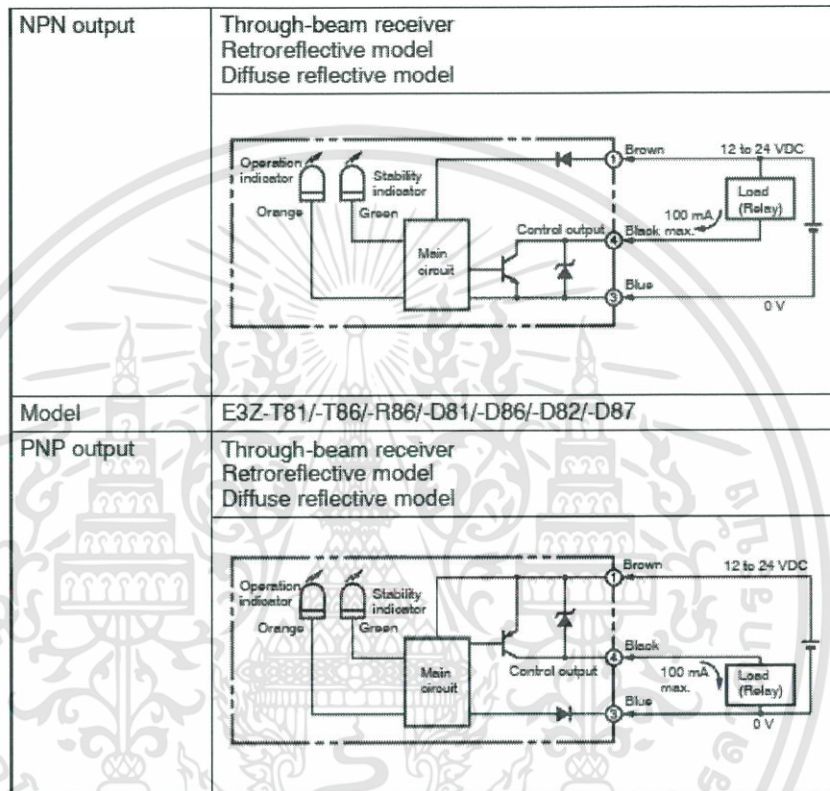 NPN output
Through-beam receiver
Retroreflective model
Diffuse reflective model
Operation indicator
Orange
Stability indicator
Green
Main circuit
Control output
1
Brown
12 to 24 VDC
Load (Relay)
100 mA max.
4
Black
3
Blue
0 V
Model
E3Z-T81/-T86/-R86/-D81/-D86/-D82/-D87
PNP output
Through-beam receiver
Retroreflective model
Diffuse reflective model
Operation indicator
Orange
Stability indicator
Green
Main circuit
Control output
1
Brown
12 to 24 VDC
4
Black
100 mA max.
Load (Relay)
3
Blue
0 V